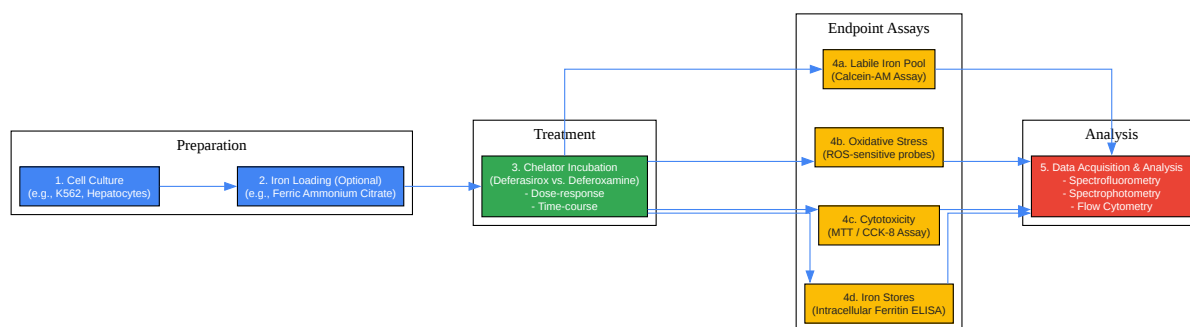 Preparation
1. Cell Culture
(e.g., K562, Hepatocytes)
2. Iron Loading (Optional)
(e.g., Ferric Ammonium Citrate)
Treatment
3. Chelator Incubation
(Deferasirox vs. Deferoxamine)
- Dose-response
- Time-course
Endpoint Assays
4a. Labile Iron Pool
(Calcein-AM Assay)
4b. Oxidative Stress
(ROS-sensitive probes)
4c. Cytotoxicity
(MTT / CCK-8 Assay)
4d. Iron Stores
(Intracellular Ferritin ELISA)
Analysis
5. Data Acquisition & Analysis
- Spectrofluorometry
- Spectrophotometry
- Flow Cytometry